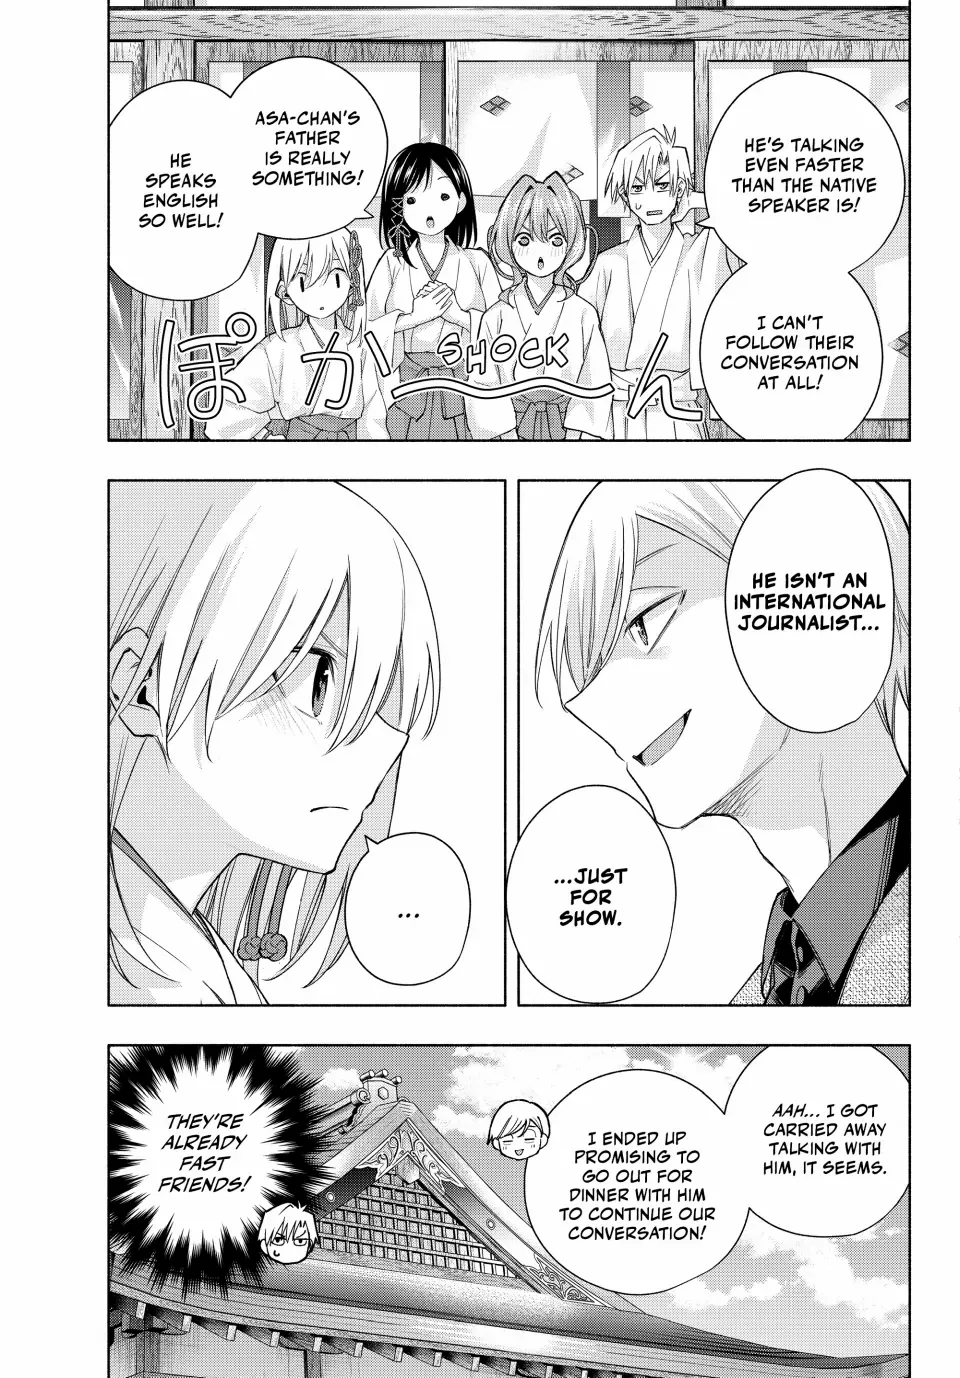 HE'S TALKING
EVEN FASTER
THAN THE NATIVE
SPEAKER IS!
I CAN'T
FOLLOW THEIR
CONVERSATION
AT ALL!
ASA-CHAN'S
FATHER
IS REALLY
SOMETHING!
HE
SPEAKS
ENGLISH
SO WELL!
ぽか〜ん
SHOCK
HE ISN'T AN
INTERNATIONAL
JOURNALIST...
...JUST
FOR
SHOW.
...
AAH... I GOT
CARRIED AWAY
TALKING WITH
HIM, IT SEEMS.
I ENDED UP
PROMISING TO
GO OUT FOR
DINNER WITH HIM
TO CONTINUE OUR
CONVERSATION!
THEY'RE
ALREADY
FAST
FRIENDS!